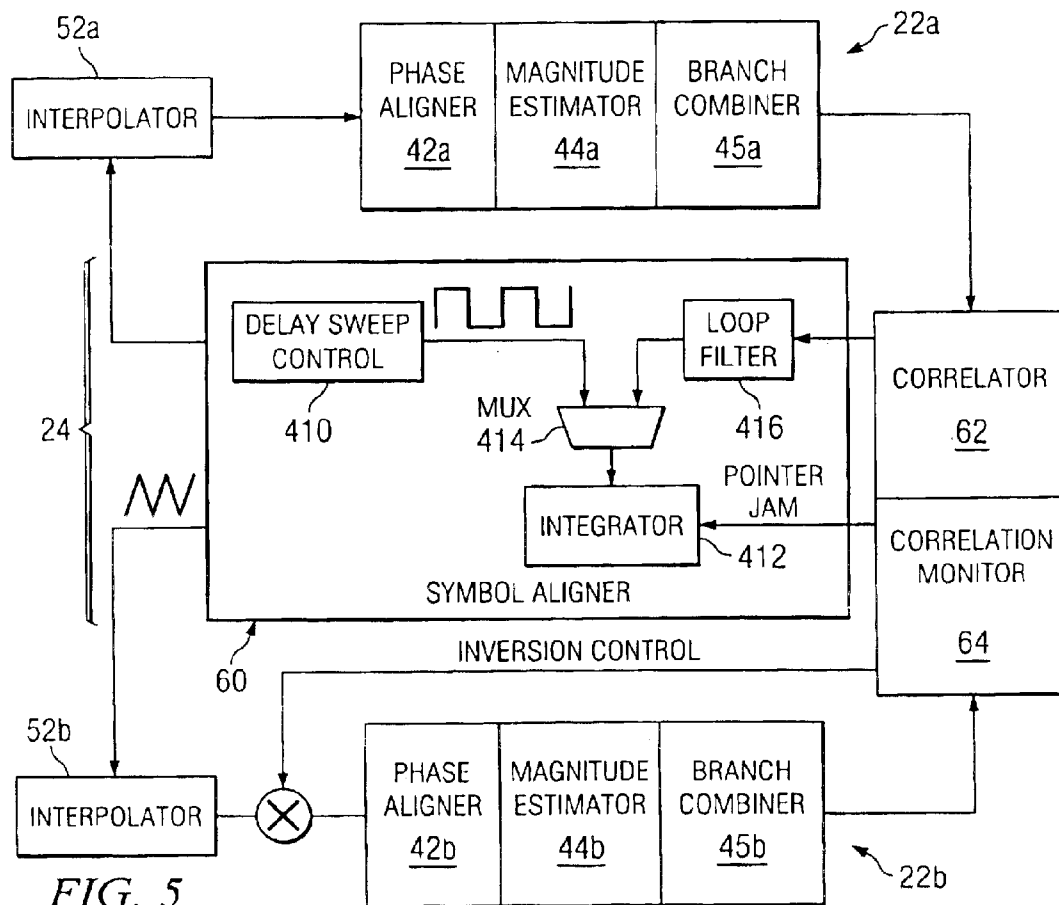 52a
22a
INTERPOLATOR
PHASE
ALIGNER
42a
MAGNITUDE
ESTIMATOR
44a
BRANCH
COMBINER
45a
24
DELAY SWEEP
CONTROL
410
LOOP
FILTER
416
MUX
414
INTEGRATOR
412
POINTER
JAM
SYMBOL ALIGNER
60
CORRELATOR
62
CORRELATION
MONITOR
64
INVERSION CONTROL
52b
INTERPOLATOR
PHASE
ALIGNER
42b
MAGNITUDE
ESTIMATOR
44b
BRANCH
COMBINER
45b
22b
FIG. 5